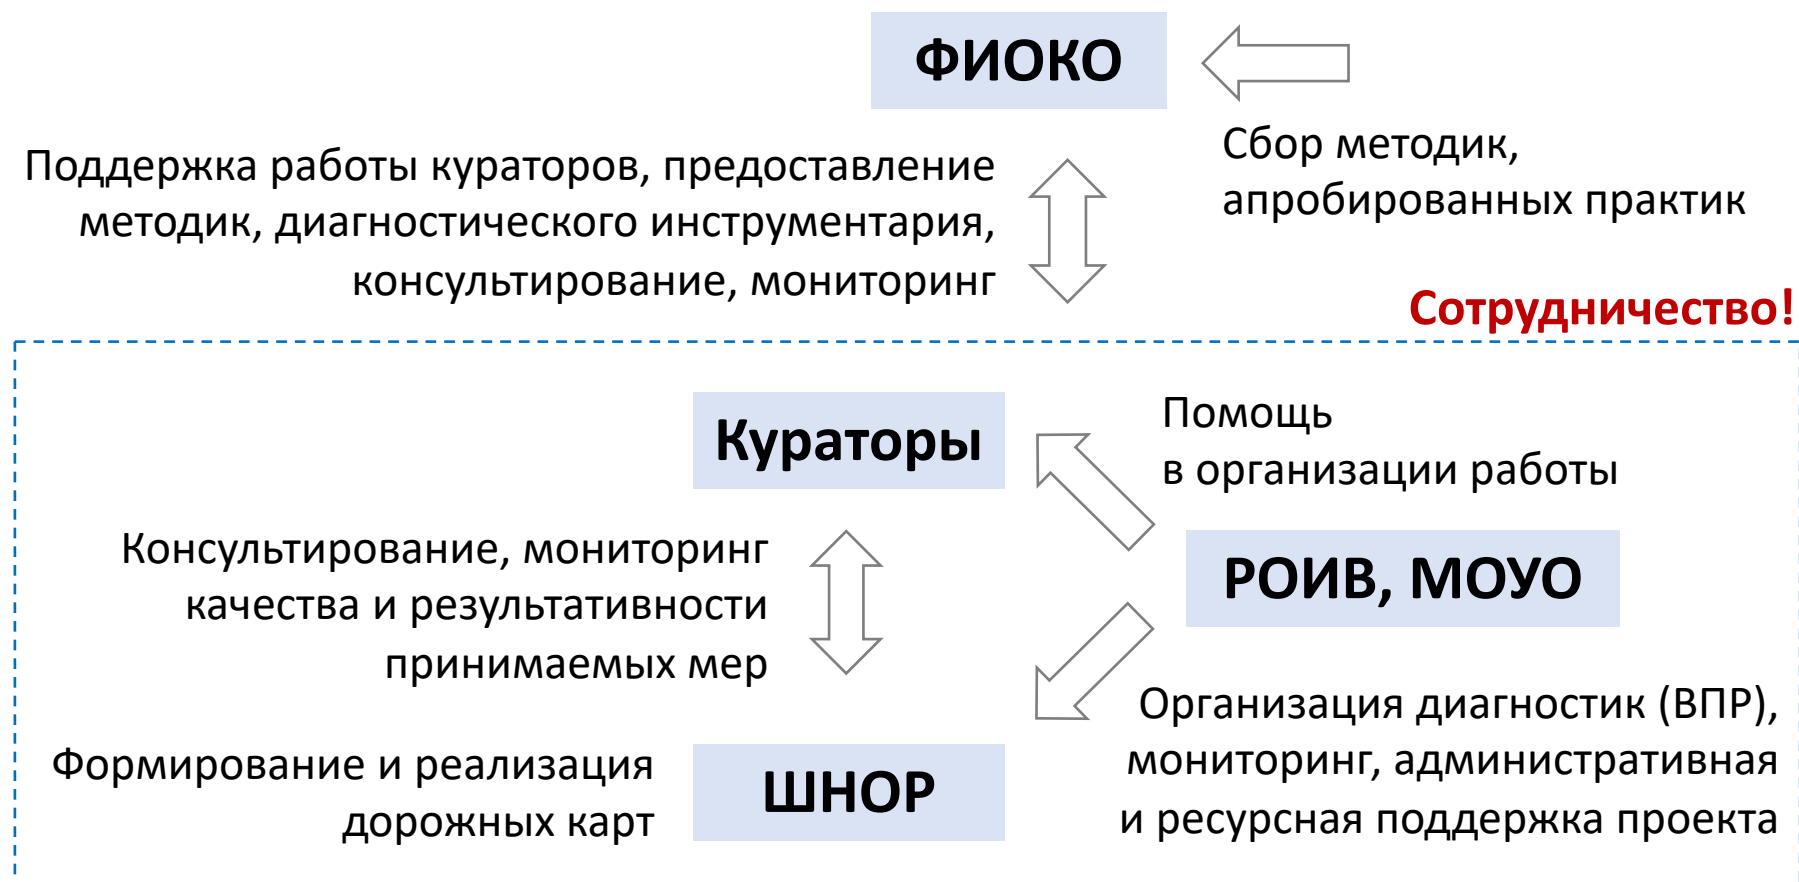 ФИОКО
Сбор методик,
апробированных практик
Поддержка работы кураторов, предоставление
методик, диагностического инструментария,
консультирование, мониторинг
Сотрудничество!
Кураторы
Помощь
в организации работы
Консультирование, мониторинг
качества и результативности
принимаемых мер
РОИВ, МОУО
Формирование и реализация
дорожных карт
ШНОР
Организация диагностик (ВПР),
мониторинг, административная
и ресурсная поддержка проекта